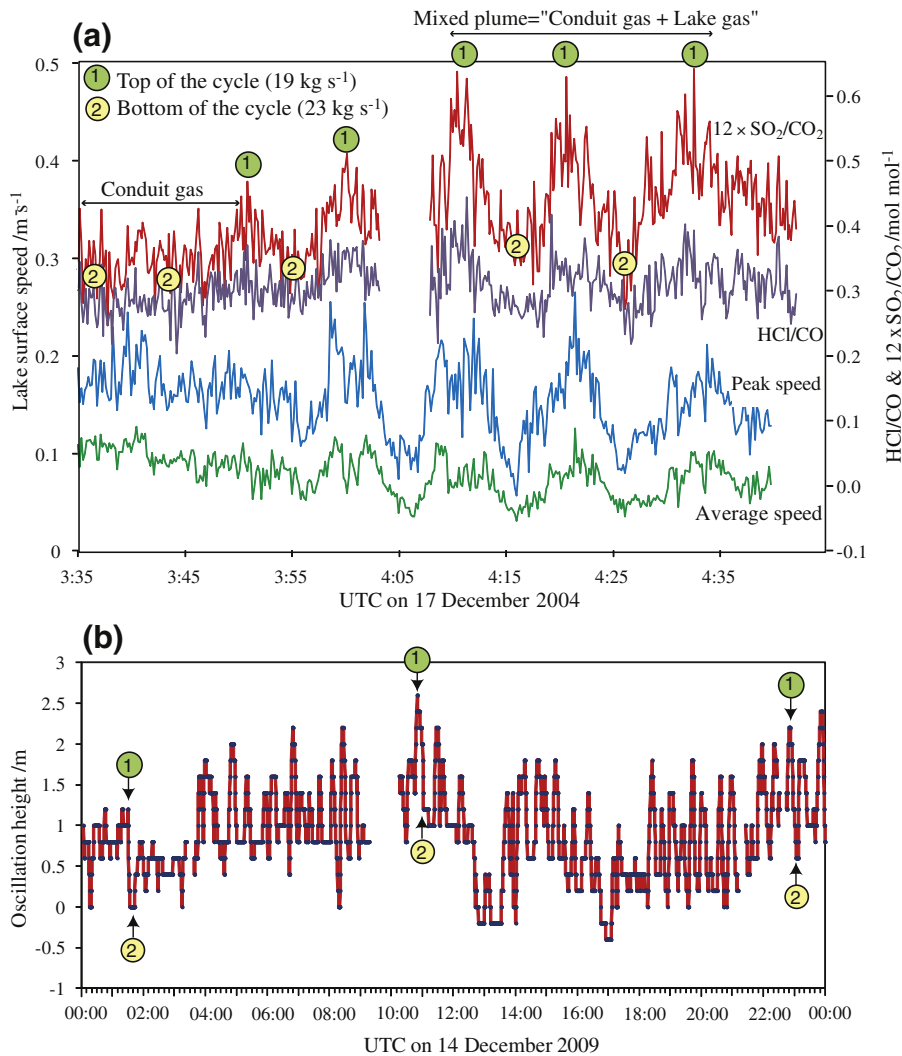 (a)
Mixed plume="Conduit gas + Lake gas"
1 1 1
1 Top of the cycle (19 kg s⁻¹)
2 Bottom of the cycle (23 kg s⁻¹)
12 × SO₂/CO₂
1
1
Conduit gas
2 2 2 2 2
HCl/CO
Peak speed
Average speed
Lake surface speed /m s⁻¹
0.5
0.4
0.3
0.2
0.1
0
HCl/CO & 12 x SO₂/CO₂/mol mol⁻¹
0.6
0.5
0.4
0.3
0.2
0.1
0.0
-0.1
3:35 3:45 3:55 4:05 4:15 4:25 4:35
UTC on 17 December 2004
(b)
1 1 1
2 2 2
Oscillation height /m
3
2.5
2
1.5
1
0.5
0
-0.5
-1
00:00 02:00 04:00 06:00 08:00 10:00 12:00 14:00 16:00 18:00 20:00 22:00 00:00
UTC on 14 December 2009